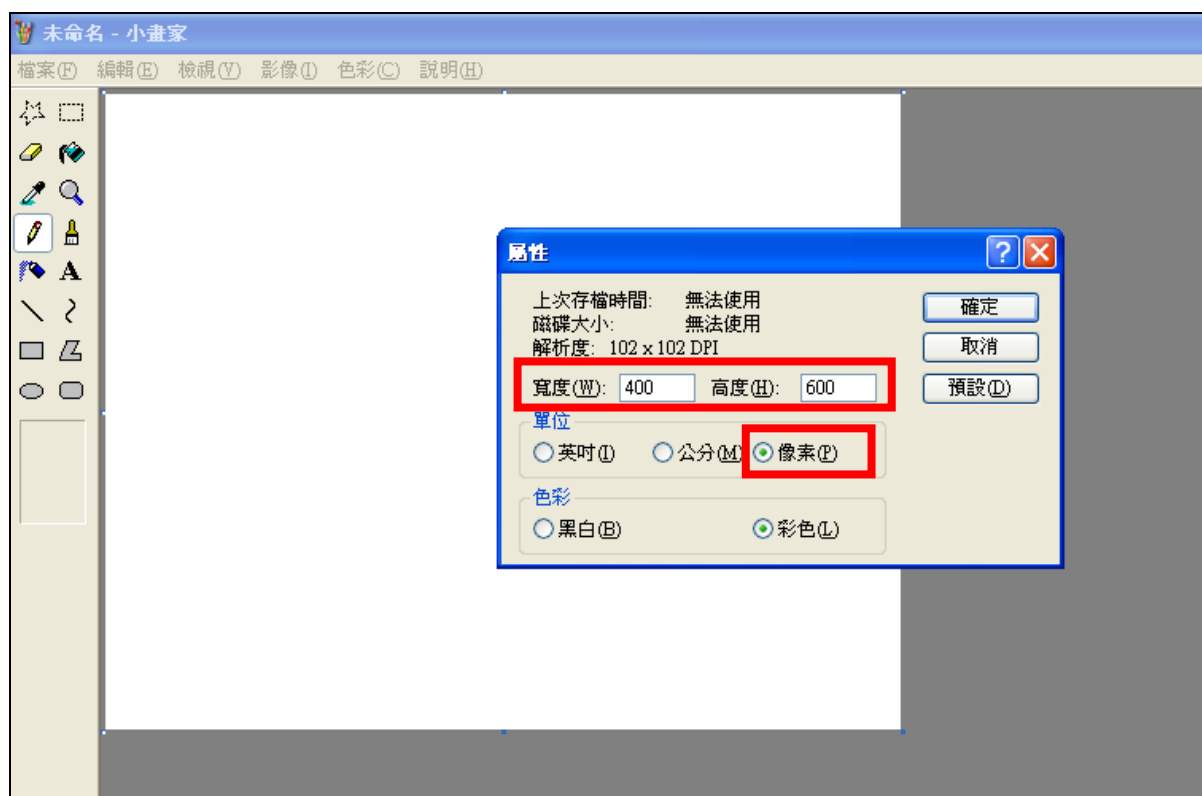 未命名 - 小畫家
檔案(F) 編輯(E) 檢視(V) 影像(I) 色彩(C) 說明(H)
A
屬性
上次存檔時間: 無法使用
磁碟大小: 無法使用
解析度: 102 x 102 DPI
寬度(W): 400 高度(H): 600
單位
英吋(I) 公分(M) 像素(P)
色彩
黑白(B) 彩色(L)
確定
取消
預設(D)